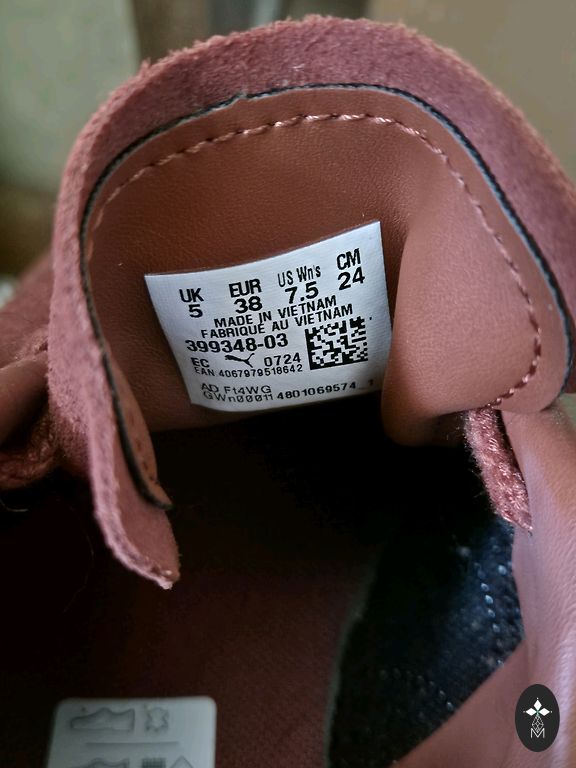 UK EUR US Wn's CM
5 38 7.5 24
MADE IN VIETNAM
FABRIQUÉ AU VIETNAM
399348-03
EC 0724
EAN 4067979518642
AD Ft4WG
GWn00011 4801069574_1
M